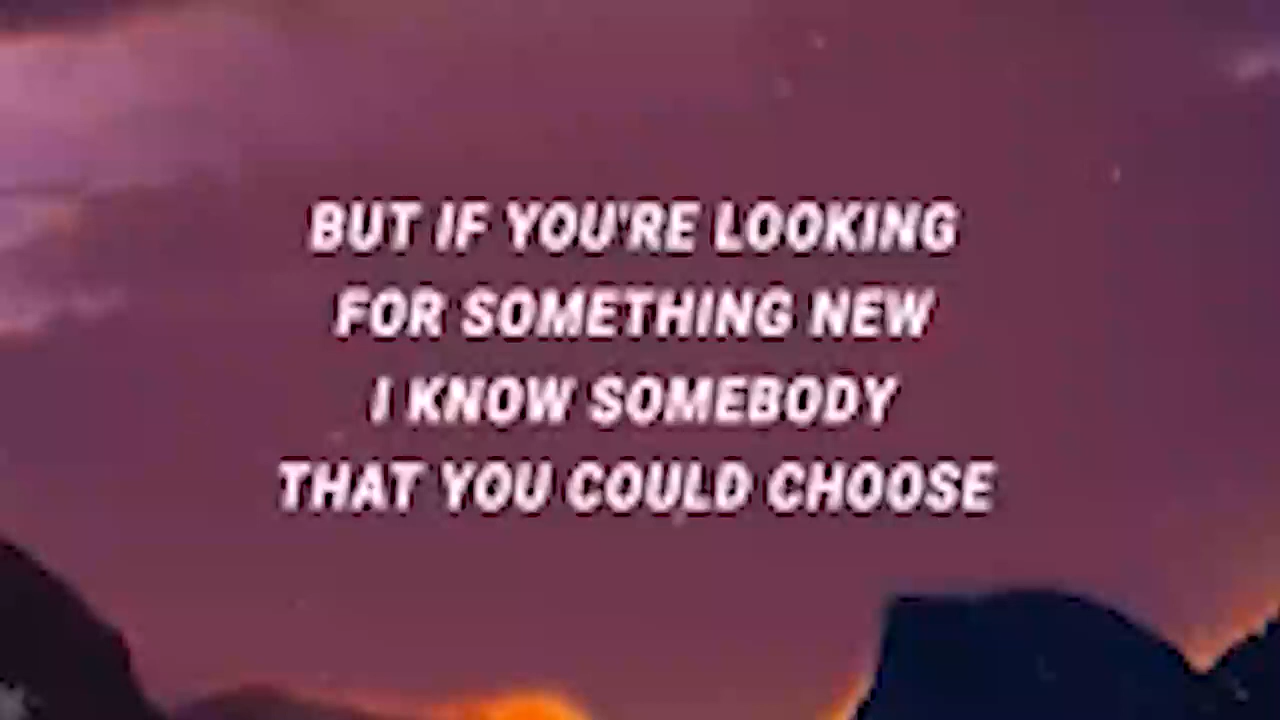 BUT IF YOU'RE LOOKING
FOR SOMETHING NEW
I KNOW SOMEBODY
THAT YOU COULD CHOOSE